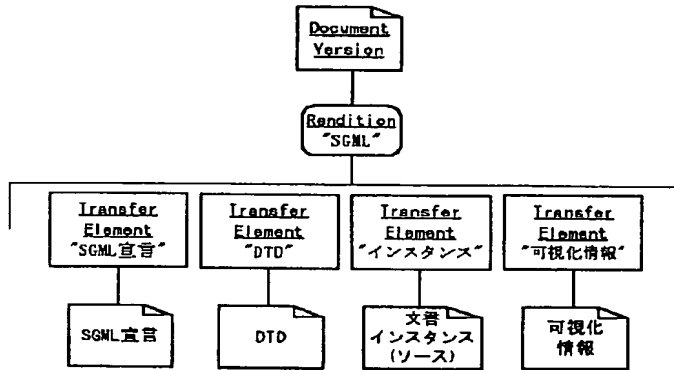 Document
Version
Rendition
"SGML"
Transfer
Element
"SGML宣言"
Transfer
Element
"DTD"
Transfer
Element
"インスタンス"
Transfer
Element
"可視化情報"
SGML宣言
DTD
文書
インスタンス
(ソース)
可視化
情報